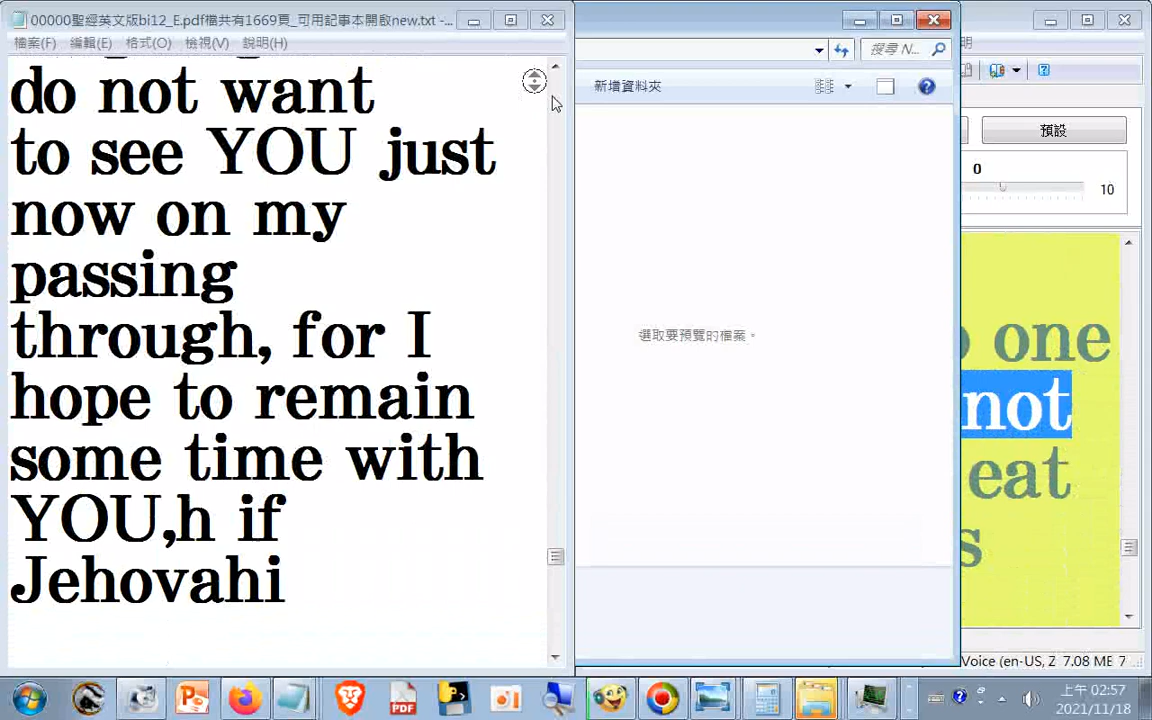 00000聖經英文版bi12_E.pdf檔共有1669頁_可用記事本開啟new.txt -...
檔案(F) 編輯(E) 格式(O) 檢視(V) 說明(H)
do not want
to see YOU just
now on my
passing
through, for I
hope to remain
some time with
YOU,h if
Jehovahi
搜尋 N...
新增資料夾
選取要預覽的檔案。
明
預設
0
10
one
not
eat
s
Voice (en-US, Z 7.08 MB 7
上午 02:57
2021/11/18